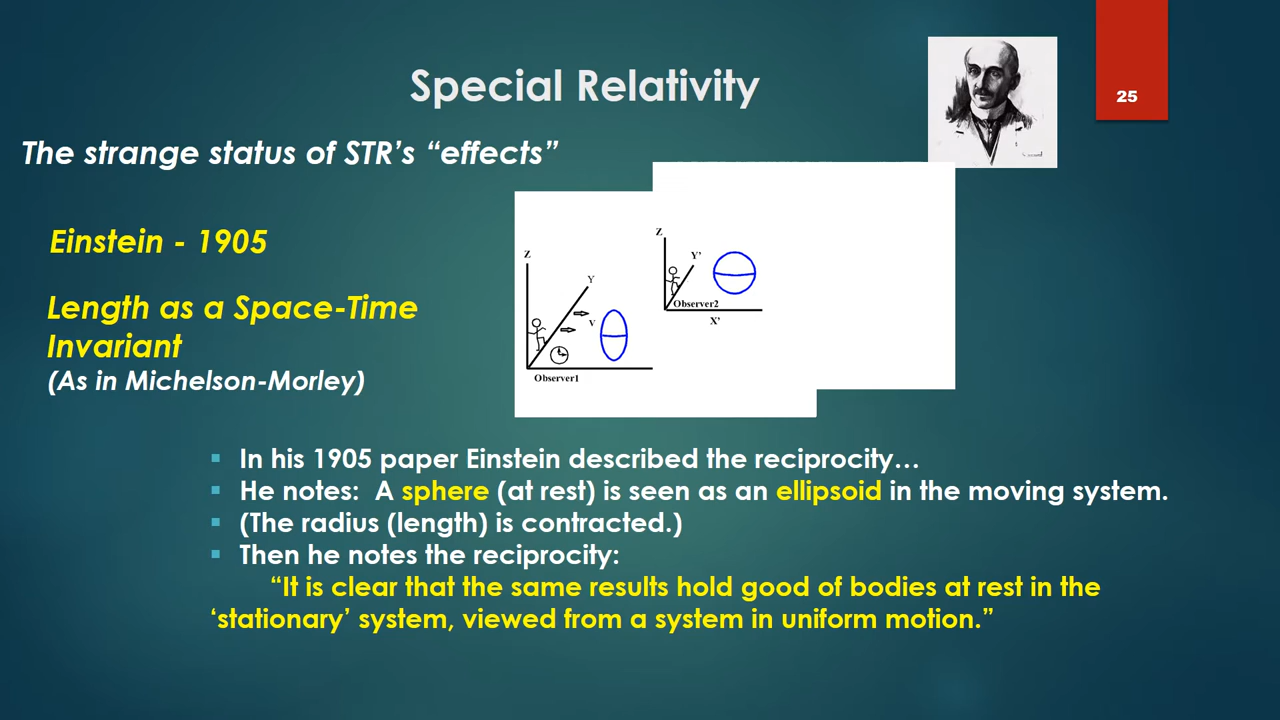 Special Relativity
25
The strange status of STR's “effects”
Einstein - 1905
Length as a Space-Time
Invariant
(As in Michelson-Morley)
Z
Y
V
Observer1
Z
Y'
Observer2
X'
▪ In his 1905 paper Einstein described the reciprocity…
▪ He notes: A sphere (at rest) is seen as an ellipsoid in the moving system.
▪ (The radius (length) is contracted.)
▪ Then he notes the reciprocity:
“It is clear that the same results hold good of bodies at rest in the
‘stationary’ system, viewed from a system in uniform motion.”